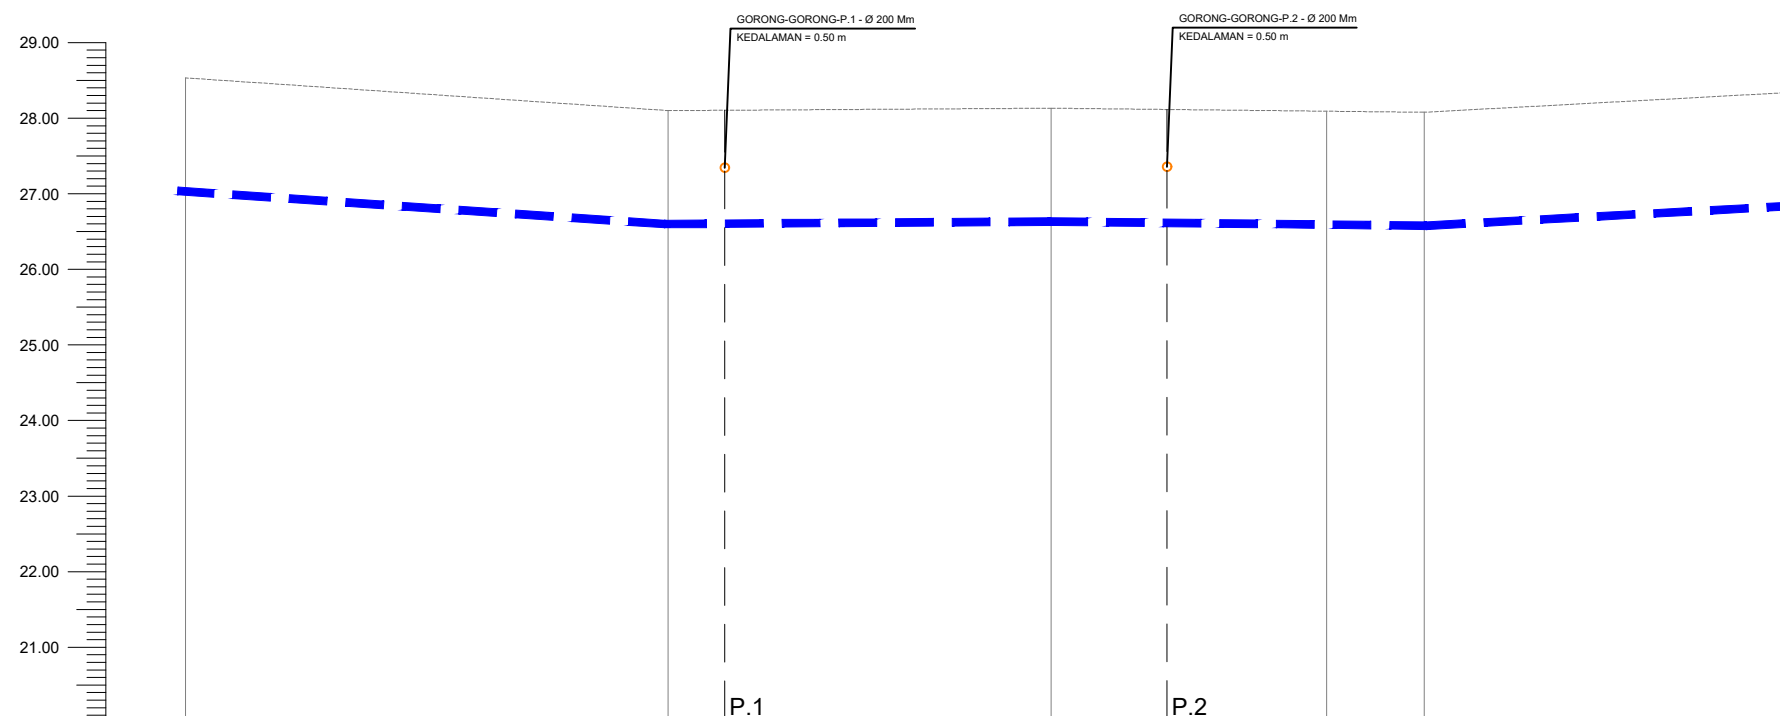 GORONG-GORONG-P.1 - Ø 200 Mm
KEDALAMAN = 0.50 m
GORONG-GORONG-P.2 - Ø 200 Mm
KEDALAMAN = 0.50 m
29.00
28.00
27.00
26.00
25.00
24.00
23.00
22.00
21.00
P.1
P.2